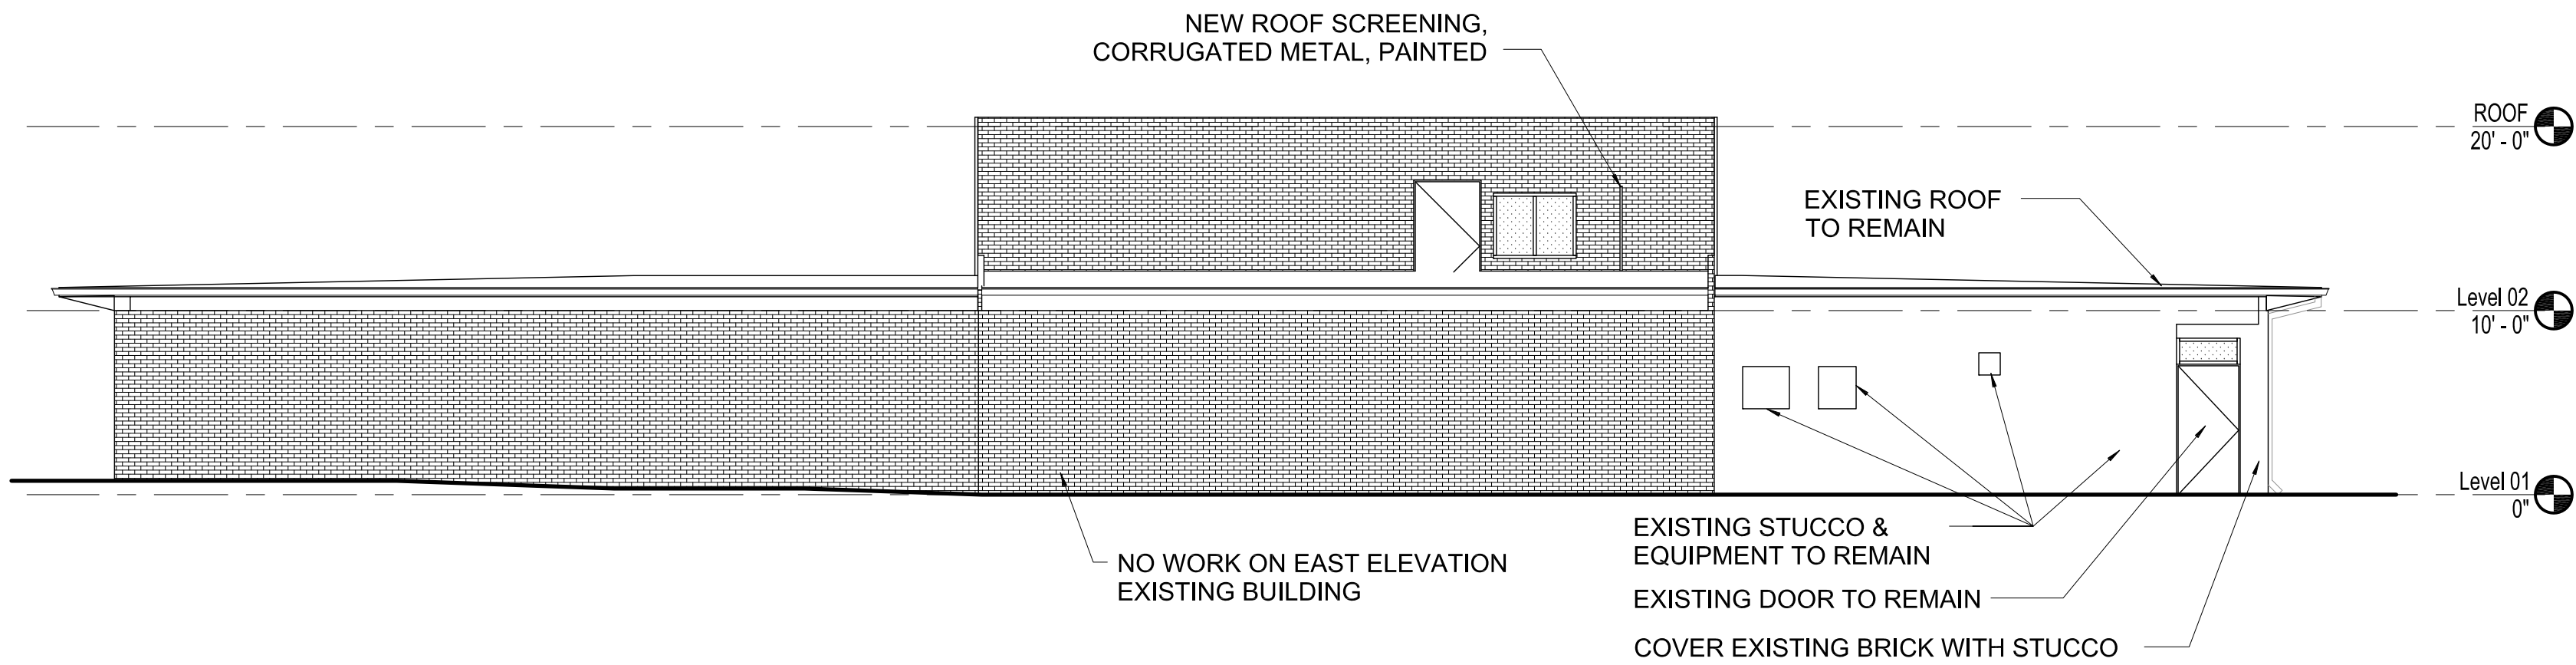 NEW ROOF SCREENING,
CORRUGATED METAL, PAINTED
ROOF
20' - 0"
EXISTING ROOF
TO REMAIN
Level 02
10' - 0"
Level 01
0"
EXISTING STUCCO &
EQUIPMENT TO REMAIN
NO WORK ON EAST ELEVATION
EXISTING BUILDING
EXISTING DOOR TO REMAIN
COVER EXISTING BRICK WITH STUCCO